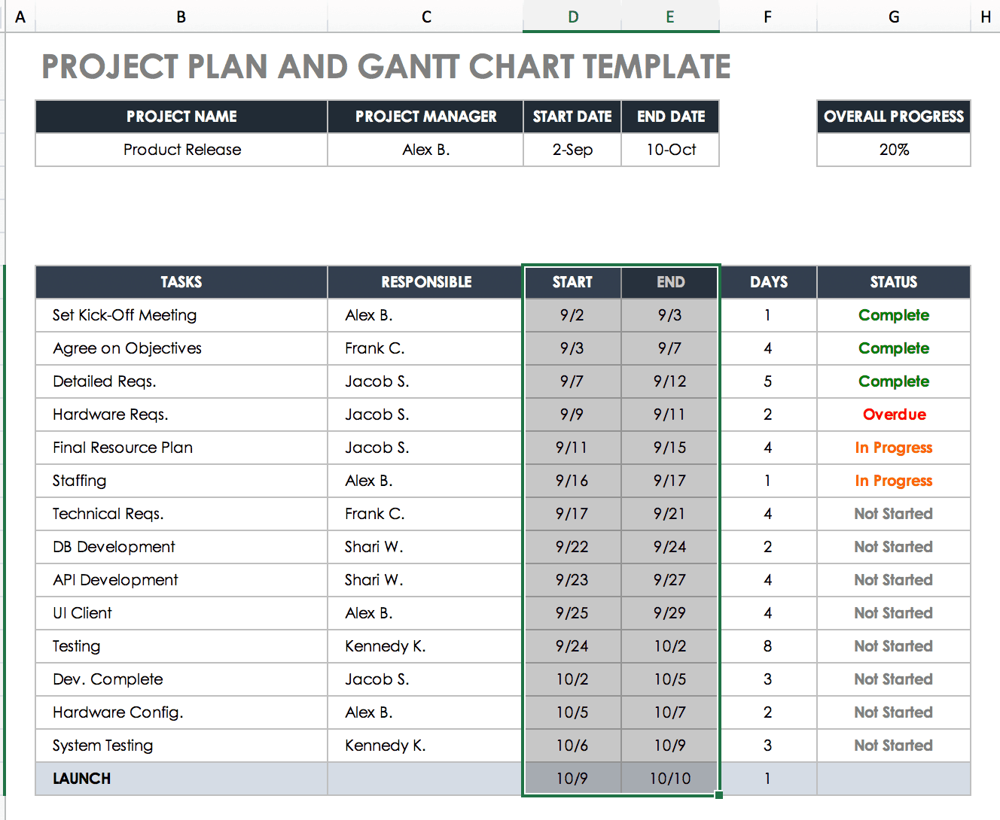 A B C D E F G H
PROJECT PLAN AND GANTT CHART TEMPLATE
PROJECT NAME PROJECT MANAGER START DATE END DATE OVERALL PROGRESS
Product Release Alex B. 2-Sep 10-Oct 20%
TASKS RESPONSIBLE START END DAYS STATUS
Set Kick-Off Meeting Alex B. 9/2 9/3 1 Complete
Agree on Objectives Frank C. 9/3 9/7 4 Complete
Detailed Reqs. Jacob S. 9/7 9/12 5 Complete
Hardware Reqs. Jacob S. 9/9 9/11 2 Overdue
Final Resource Plan Jacob S. 9/11 9/15 4 In Progress
Staffing Alex B. 9/16 9/17 1 In Progress
Technical Reqs. Frank C. 9/17 9/21 4 Not Started
DB Development Shari W. 9/22 9/24 2 Not Started
API Development Shari W. 9/23 9/27 4 Not Started
UI Client Alex B. 9/25 9/29 4 Not Started
Testing Kennedy K. 9/24 10/2 8 Not Started
Dev. Complete Jacob S. 10/2 10/5 3 Not Started
Hardware Config. Alex B. 10/5 10/7 2 Not Started
System Testing Kennedy K. 10/6 10/9 3 Not Started
LAUNCH 10/9 10/10 1